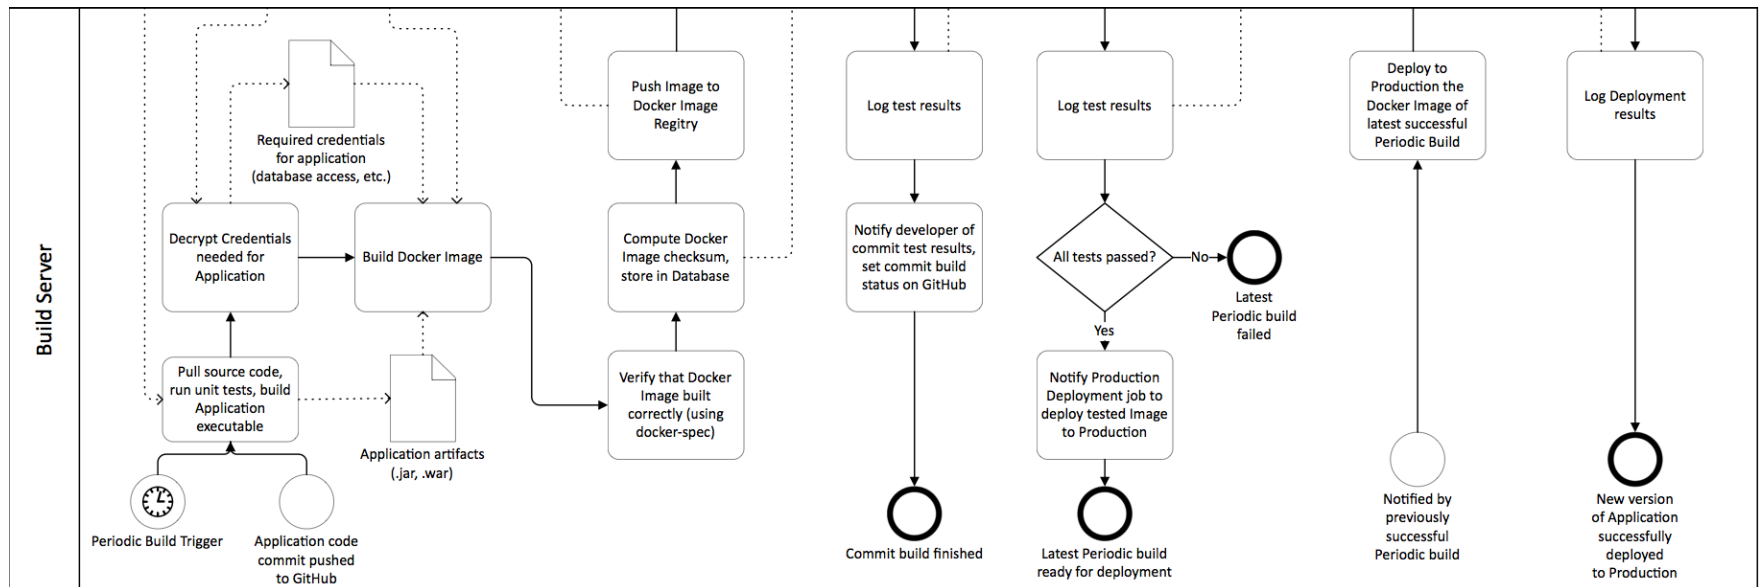 Build Server
Required credentials
for application
(database access, etc.)
Decrypt Credentials
needed for
Application
Build Docker Image
Pull source code,
run unit tests, build
Application
executable
Application artifacts
(.jar, .war)
Periodic Build Trigger
Application code
commit pushed
to GitHub
Push Image to
Docker Image
Regitry
Compute Docker
Image checksum,
store in Database
Verify that Docker
Image built
correctly (using
docker-spec)
Log test results
Notify developer of
commit test results,
set commit build
status on GitHub
Commit build finished
Log test results
All tests passed?
No
Latest
Periodic build
failed
Yes
Notify Production
Deployment job to
deploy tested Image
to Production
Latest Periodic build
ready for deployment
Deploy to
Production the
Docker Image of
latest successful
Periodic Build
Notified by
previously
successful
Periodic build
Log Deployment
results
New version
of Application
successfully
deployed
to Production